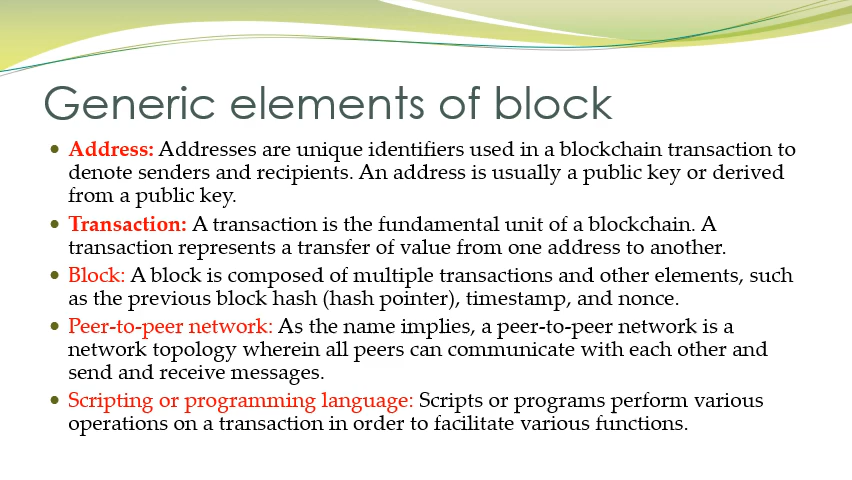 Generic elements of block
• Address: Addresses are unique identifiers used in a blockchain transaction to
denote senders and recipients. An address is usually a public key or derived
from a public key.
• Transaction: A transaction is the fundamental unit of a blockchain. A
transaction represents a transfer of value from one address to another.
• Block: A block is composed of multiple transactions and other elements, such
as the previous block hash (hash pointer), timestamp, and nonce.
• Peer-to-peer network: As the name implies, a peer-to-peer network is a
network topology wherein all peers can communicate with each other and
send and receive messages.
• Scripting or programming language: Scripts or programs perform various
operations on a transaction in order to facilitate various functions.